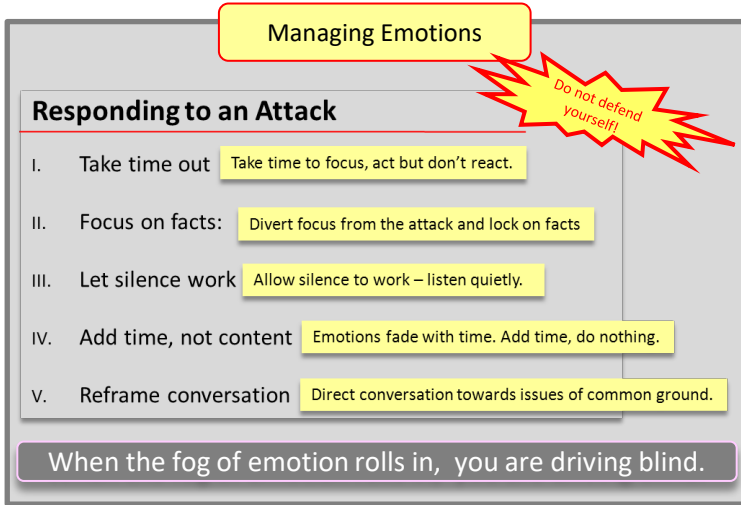 Managing Emotions
Do not defend
yourself!
Responding to an Attack
I. Take time out Take time to focus, act but don’t react.
II. Focus on facts: Divert focus from the attack and lock on facts
III. Let silence work Allow silence to work – listen quietly.
IV. Add time, not content Emotions fade with time. Add time, do nothing.
V. Reframe conversation Direct conversation towards issues of common ground.
When the fog of emotion rolls in, you are driving blind.